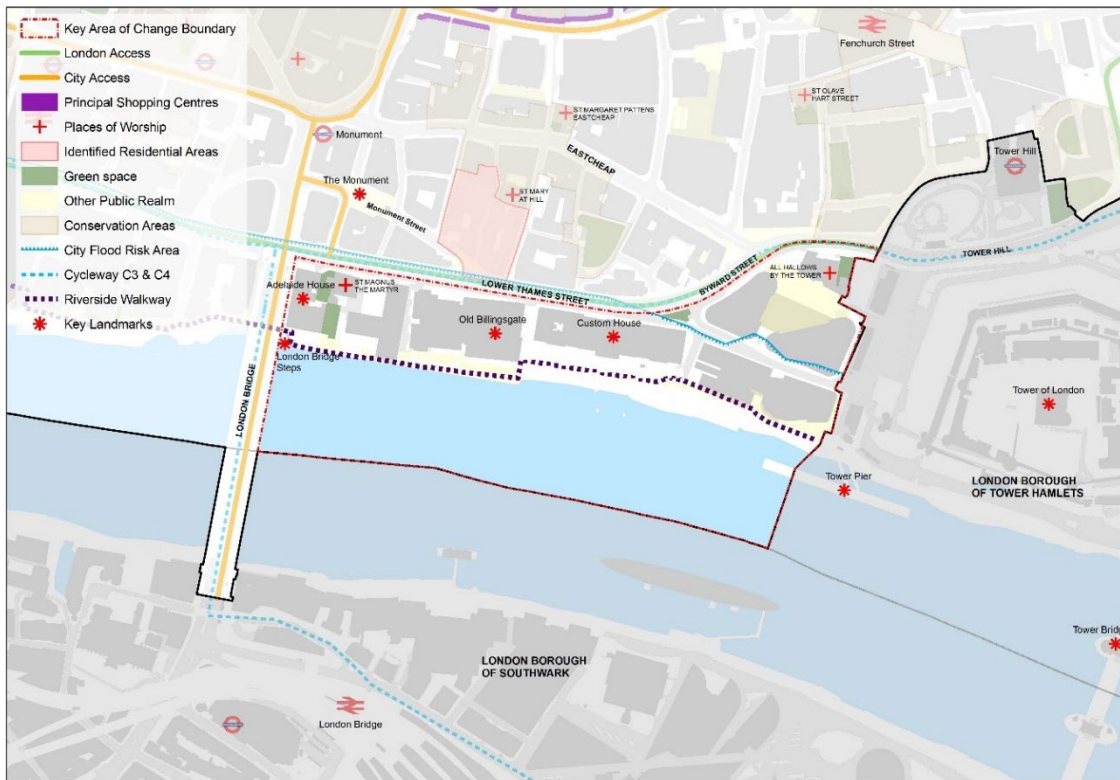 Key Area of Change Boundary
London Access
City Access
Principal Shopping Centres
Places of Worship
Identified Residential Areas
Green space
Other Public Realm
Conservation Areas
City Flood Risk Area
Cycleway C3 & C4
Riverside Walkway
Key Landmarks
Fenchurch Street
ST OLAVE
HART STREET
ST MARGARET PATTENS
EASTCHEAP
Monument
EASTCHEAP
Tower Hill
The Monument
ST MARY
AT HILL
Monument Street
TOWER HILL
BYWARD STREET
ALL HALLOWS
BY THE TOWER
LOWER THAMES STREET
Adelaide House
ST MAGNUS
THE MARTYR
Old Billingsgate
Custom House
London Bridge
Steps
LONDON BRIDGE
Tower of London
Tower Pier
LONDON BOROUGH
OF TOWER HAMLETS
Tower Bridg
LONDON BOROUGH
OF SOUTHWARK
London Bridge